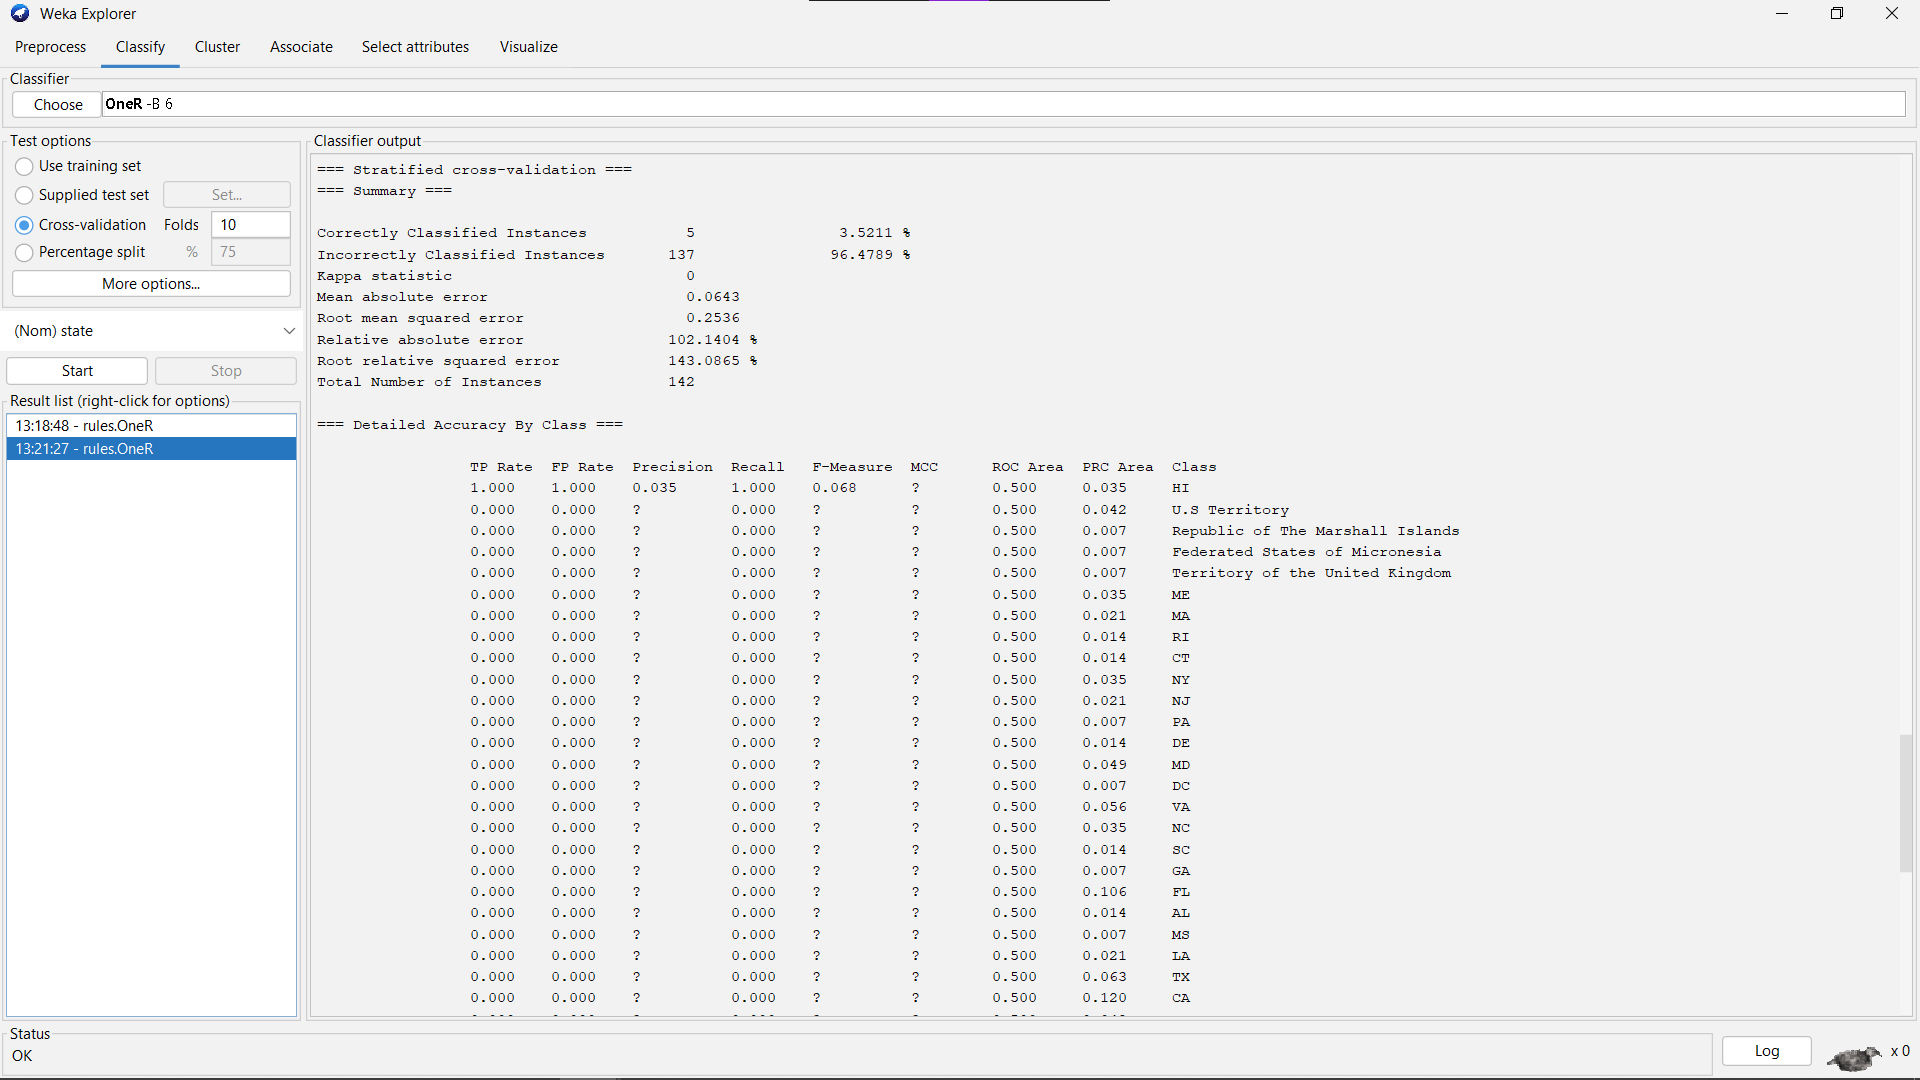 Weka Explorer
Preprocess Classify Cluster Associate Select attributes Visualize
Classifier
Choose OneR -B 6
Test options
Use training set
Supplied test set Set...
Cross-validation Folds 10
Percentage split % 75
More options...
(Nom) state
Start Stop
Result list (right-click for options)
13:18:48 - rules.OneR
13:21:27 - rules.OneR
Classifier output
=== Stratified cross-validation ===
=== Summary ===
Correctly Classified Instances 5 3.5211 %
Incorrectly Classified Instances 137 96.4789 %
Kappa statistic 0
Mean absolute error 0.0643
Root mean squared error 0.2536
Relative absolute error 102.1404 %
Root relative squared error 143.0865 %
Total Number of Instances 142
=== Detailed Accuracy By Class ===
TP Rate FP Rate Precision Recall F-Measure MCC ROC Area PRC Area Class
1.000 1.000 0.035 1.000 0.068 ? 0.500 0.035 HI
0.000 0.000 ? 0.000 ? ? 0.500 0.042 U.S Territory
0.000 0.000 ? 0.000 ? ? 0.500 0.007 Republic of The Marshall Islands
0.000 0.000 ? 0.000 ? ? 0.500 0.007 Federated States of Micronesia
0.000 0.000 ? 0.000 ? ? 0.500 0.007 Territory of the United Kingdom
0.000 0.000 ? 0.000 ? ? 0.500 0.035 ME
0.000 0.000 ? 0.000 ? ? 0.500 0.021 MA
0.000 0.000 ? 0.000 ? ? 0.500 0.014 RI
0.000 0.000 ? 0.000 ? ? 0.500 0.014 CT
0.000 0.000 ? 0.000 ? ? 0.500 0.035 NY
0.000 0.000 ? 0.000 ? ? 0.500 0.021 NJ
0.000 0.000 ? 0.000 ? ? 0.500 0.007 PA
0.000 0.000 ? 0.000 ? ? 0.500 0.014 DE
0.000 0.000 ? 0.000 ? ? 0.500 0.049 MD
0.000 0.000 ? 0.000 ? ? 0.500 0.007 DC
0.000 0.000 ? 0.000 ? ? 0.500 0.056 VA
0.000 0.000 ? 0.000 ? ? 0.500 0.035 NC
0.000 0.000 ? 0.000 ? ? 0.500 0.014 SC
0.000 0.000 ? 0.000 ? ? 0.500 0.007 GA
0.000 0.000 ? 0.000 ? ? 0.500 0.106 FL
0.000 0.000 ? 0.000 ? ? 0.500 0.014 AL
0.000 0.000 ? 0.000 ? ? 0.500 0.007 MS
0.000 0.000 ? 0.000 ? ? 0.500 0.021 LA
0.000 0.000 ? 0.000 ? ? 0.500 0.063 TX
0.000 0.000 ? 0.000 ? ? 0.500 0.120 CA
Status
OK
Log x 0